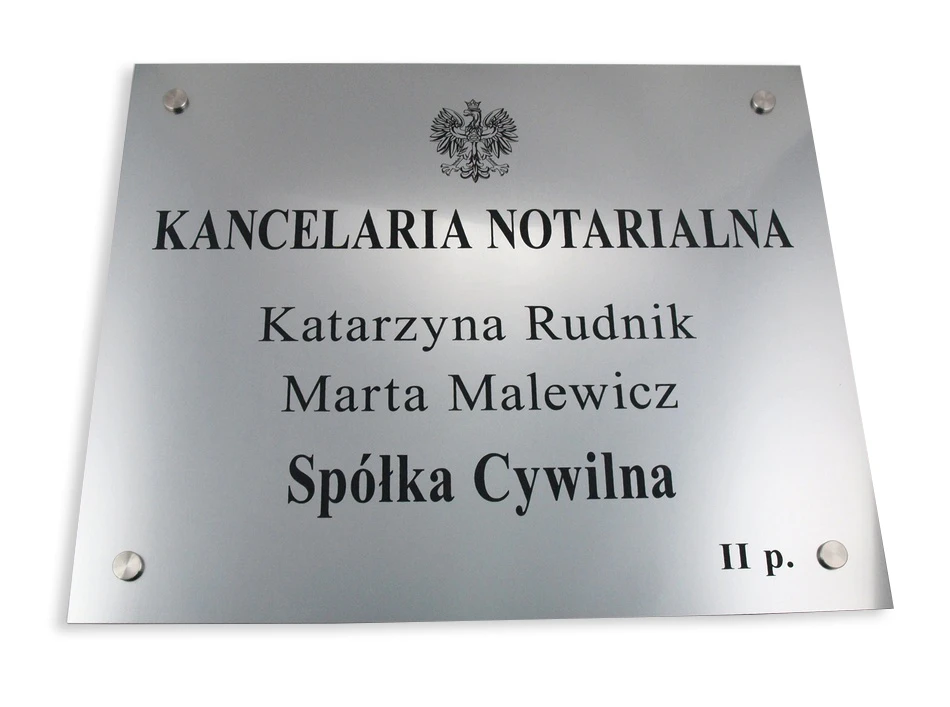 KANCELARIA NOTARIALNA
Katarzyna Rudnik
Marta Malewicz
Spółka Cywilna
II p.